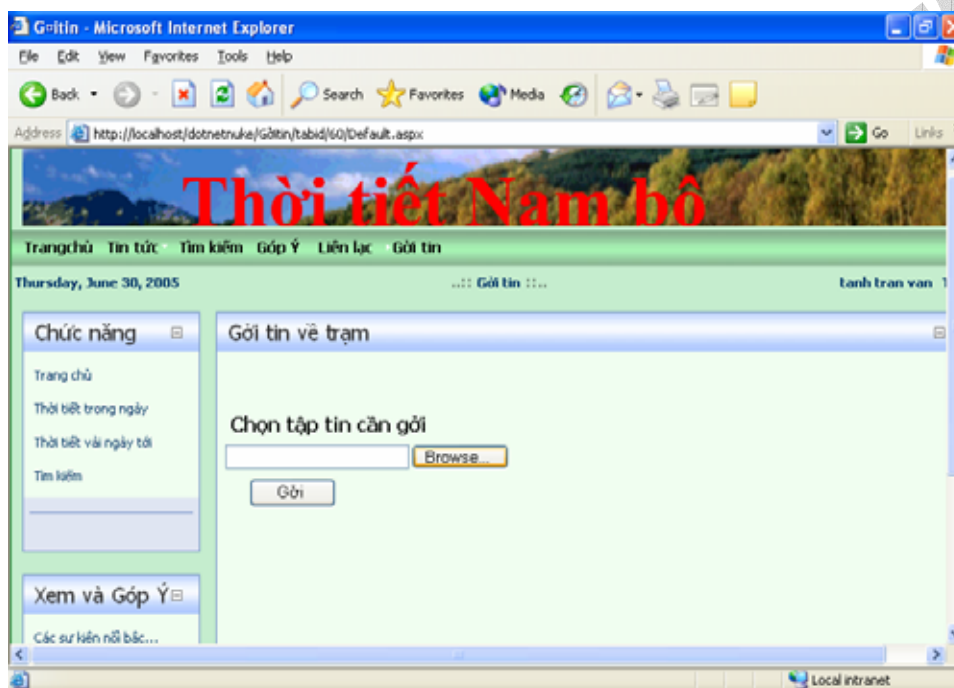 Gởitin - Microsoft Internet Explorer
File Edit View Favorites Tools Help
Back Search Favorites Media
Address http://localhost/dotnetnuke/Gởitin/tabid/60/Default.aspx Go Links
Thời tiết Nam bô
Trangchủ Tin tức Tìm kiếm Góp Ý Liên lạc Gởi tin
Thursday, June 30, 2005 ..:: Gởi tin ::.. tanh tran van
Chức năng
Gởi tin về trạm
Trang chủ
Thời tiết trong ngày
Thời tiết vài ngày tới
Tìm kiếm
Chọn tập tin cần gởi
Browse...
Gởi
Xem và Góp Ý
Các sự kiện nổi bậc...
Local intranet